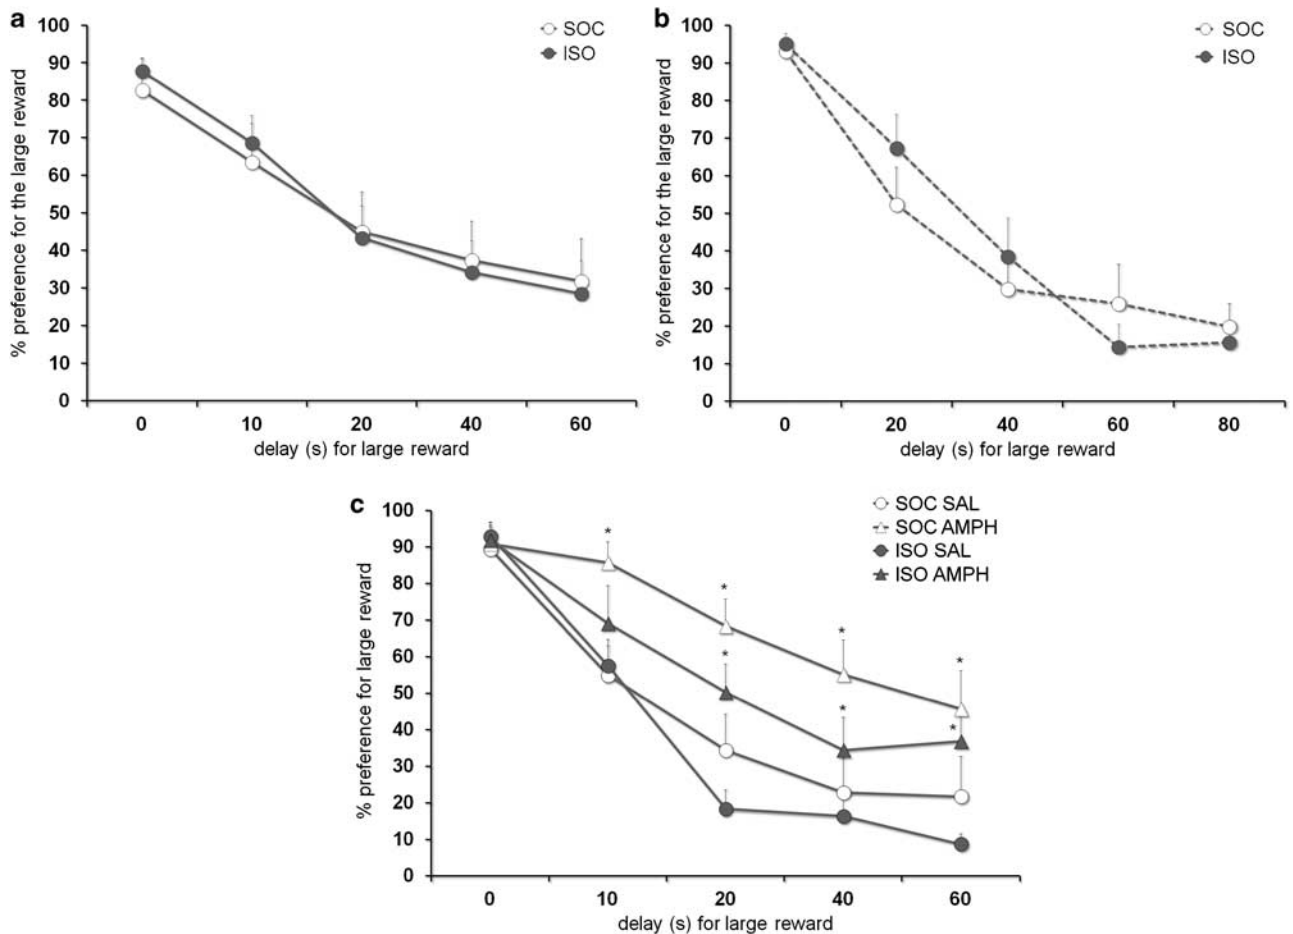 a
SOC
ISO
% preference for the large reward
100
90
80
70
60
50
40
30
20
10
0
0 10 20 40 60
delay (s) for large reward
b
SOC
ISO
% preference for the large reward
100
90
80
70
60
50
40
30
20
10
0
0 20 40 60 80
delay (s) for large reward
c
SOC SAL
SOC AMPH
ISO SAL
ISO AMPH
% preference for large reward
100
90
80
70
60
50
40
30
20
10
0
* * * *
* * *
0 10 20 40 60
delay (s) for large reward